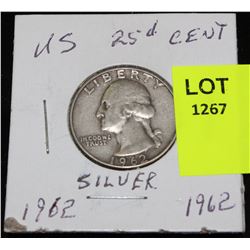 US 25¢ CENT
LOT
1267
LIBERTY
IN GOD WE
TRUST
1962
SILVER
1962 1962